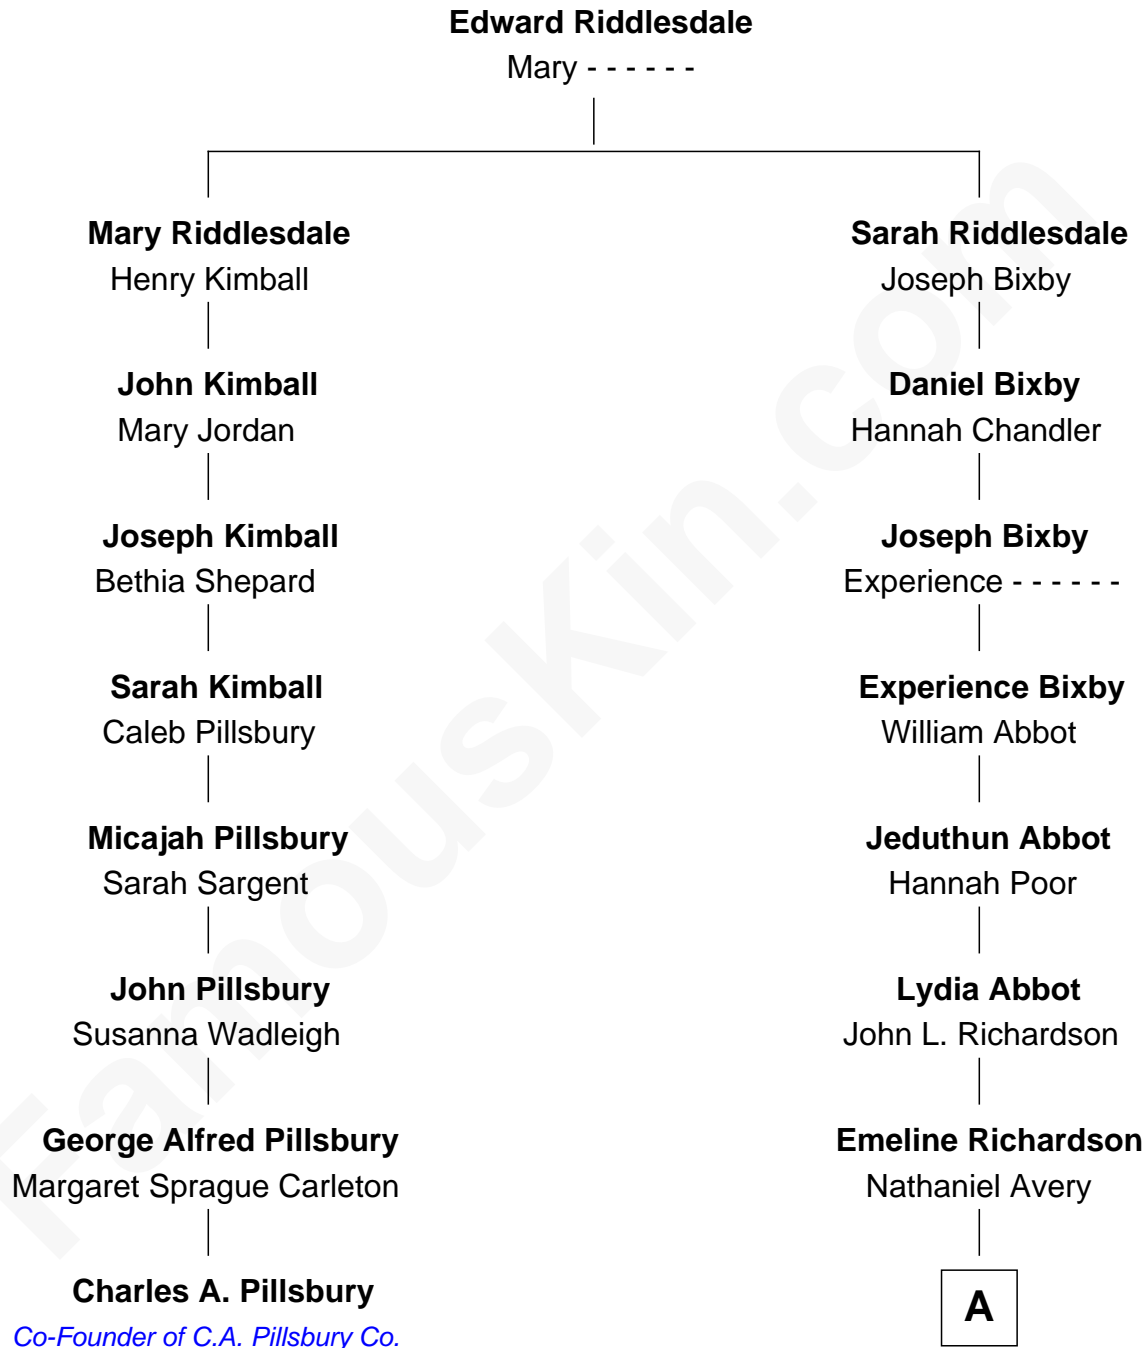 Edward Riddlesdale
Mary - - - - - -
Mary Riddlesdale
Henry Kimball
John Kimball
Mary Jordan
Joseph Kimball
Bethia Shepard
Sarah Kimball
Caleb Pillsbury
Micajah Pillsbury
Sarah Sargent
John Pillsbury
Susanna Wadleigh
George Alfred Pillsbury
Margaret Sprague Carleton
Charles A. Pillsbury
Co-Founder of C.A. Pillsbury Co.
Sarah Riddlesdale
Joseph Bixby
Daniel Bixby
Hannah Chandler
Joseph Bixby
Experience - - - - - -
Experience Bixby
William Abbot
Jeduthun Abbot
Hannah Poor
Lydia Abbot
John L. Richardson
Emeline Richardson
Nathaniel Avery
A
FamousKin.com